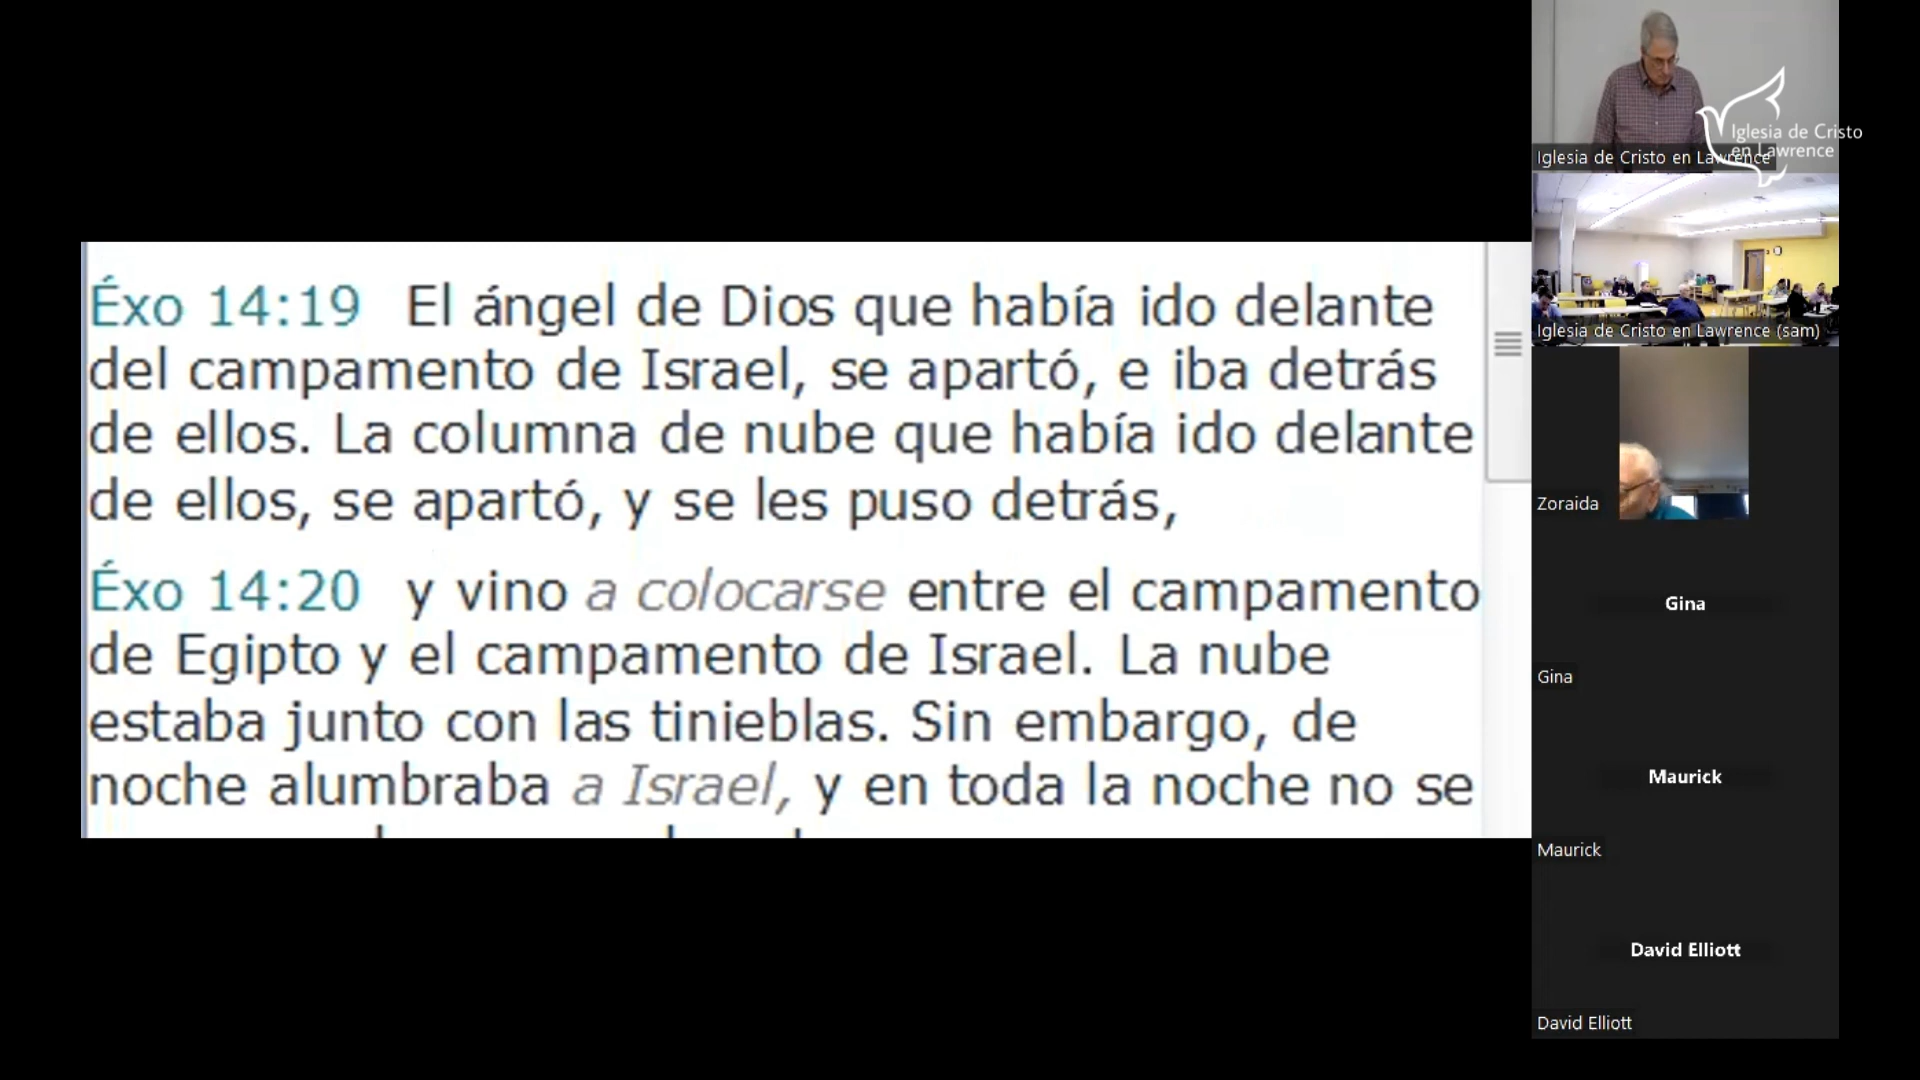 Éxo 14:19 El ángel de Dios que había ido delante
del campamento de Israel, se apartó, e iba detrás
de ellos. La columna de nube que había ido delante
de ellos, se apartó, y se les puso detrás,
Éxo 14:20 y vino a colocarse entre el campamento
de Egipto y el campamento de Israel. La nube
estaba junto con las tinieblas. Sin embargo, de
noche alumbraba a Israel, y en toda la noche no se
Iglesia de Cristo
en Lawrence
Iglesia de Cristo en Lawrence
Iglesia de Cristo en Lawrence (sam)
Zoraida
Gina
Gina
Maurick
Maurick
David Elliott
David Elliott